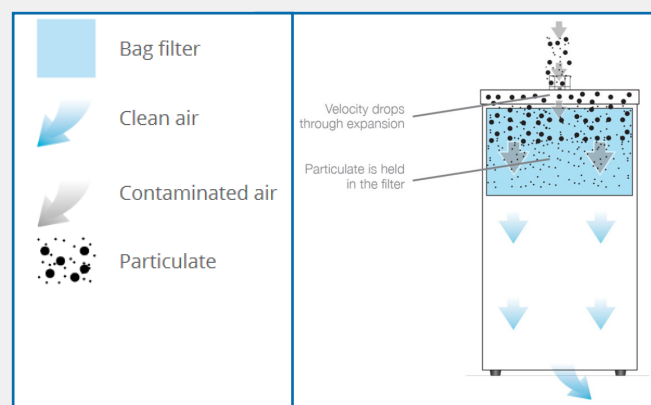 Bag filter
Clean air
Contaminated air
Particulate
Velocity drops
through expansion
Particulate is held
in the filter